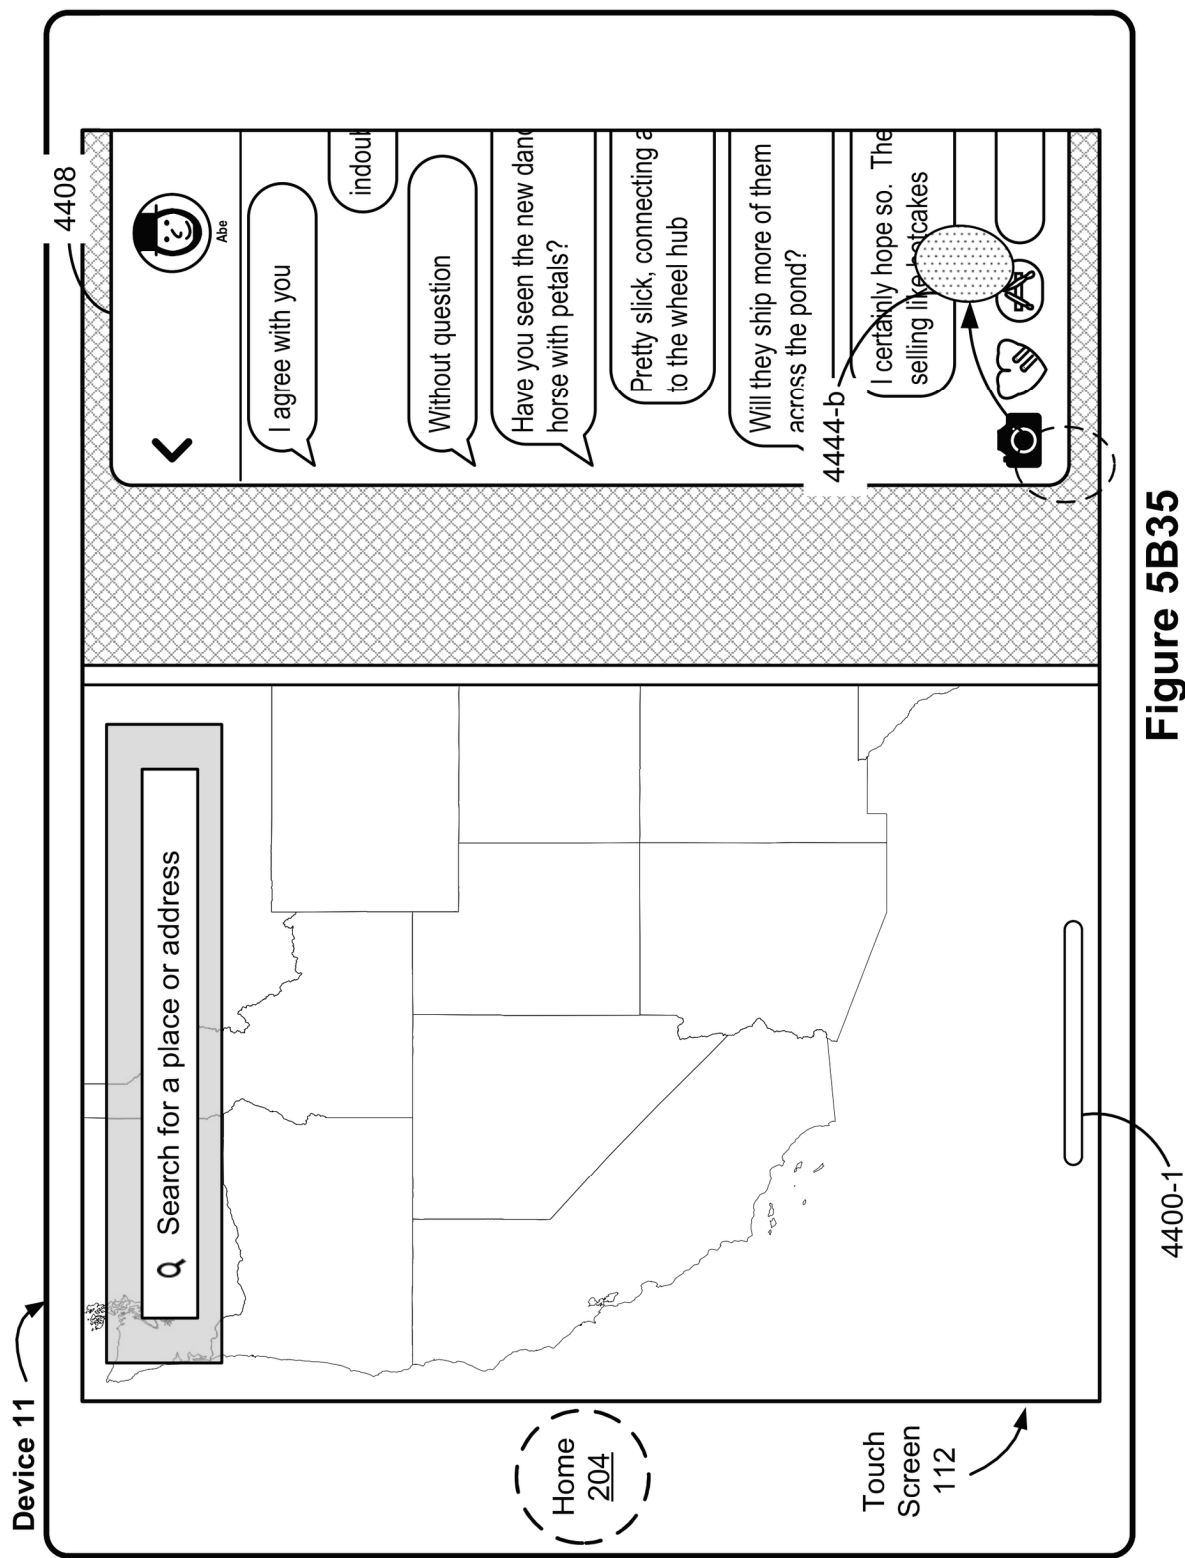 Device 11
4408
Abe
Search for a place or address
I agree with you
indoub
Without question
Have you seen the new danc
horse with petals?
Home
204
Pretty slick, connecting a
to the wheel hub
Will they ship more of them
across the pond?
4444-b
I certainly hope so. The
selling like hotcakes
Touch
Screen
112
4400-1
Figure 5B35